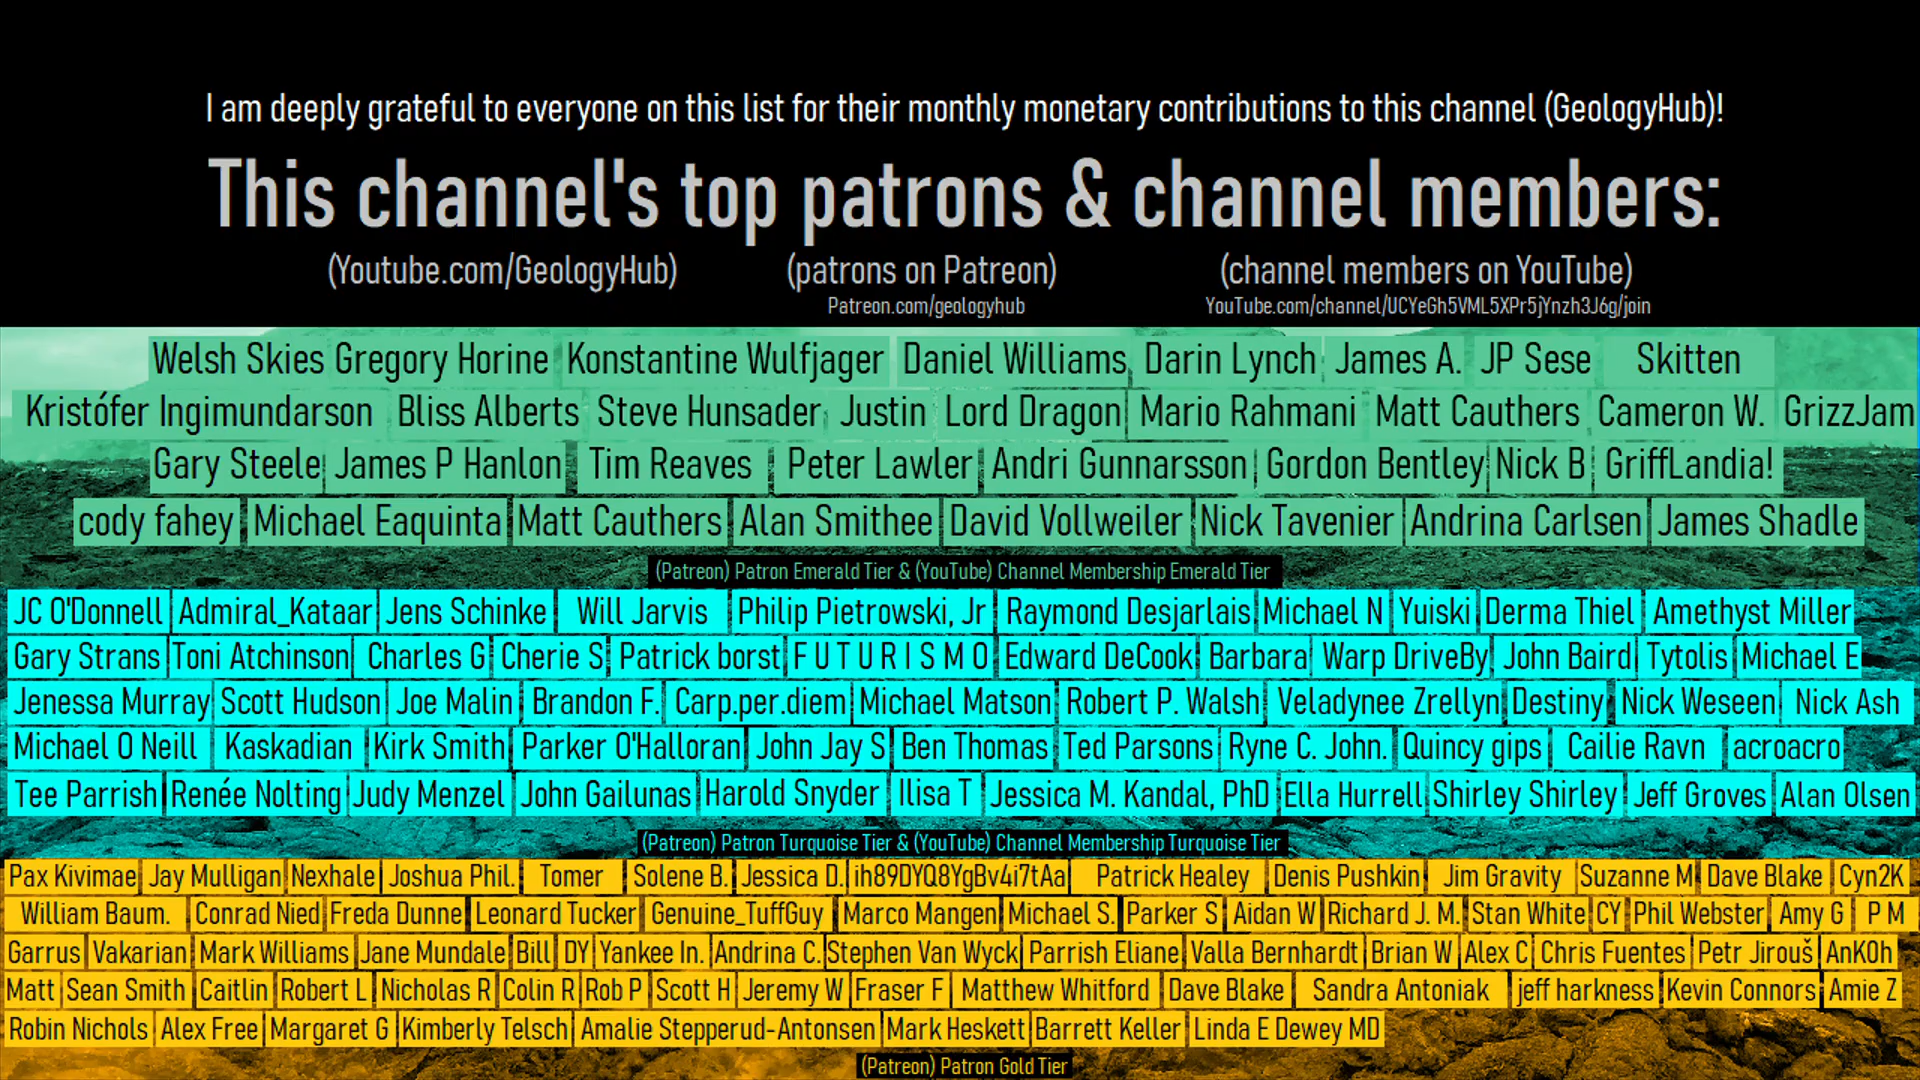 I am deeply grateful to everyone on this list for their monthly monetary contributions to this channel (GeologyHub)!
This channel's top patrons & channel members:
(Youtube.com/GeologyHub) (patrons on Patreon) (channel members on YouTube)
Patreon.com/geologyhub YouTube.com/channel/UCYeGh5VML5XPr5jYnzh3J6g/join
Welsh Skies Gregory Horine Konstantine Wulfjager Daniel Williams Darin Lynch James A. JP Sese Skitten
Kristófer Ingimundarson Bliss Alberts Steve Hunsader Justin Lord Dragon Mario Rahmani Matt Cauthers Cameron W. GrizzJam
Gary Steele James P Hanlon Tim Reaves Peter Lawler Andri Gunnarsson Gordon Bentley Nick B GriffLandia!
cody fahey Michael Eaquinta Matt Cauthers Alan Smithee David Vollweiler Nick Tavenier Andrina Carlsen James Shadle
(Patreon) Patron Emerald Tier & (YouTube) Channel Membership Emerald Tier
JC O'Donnell Admiral_Kataar Jens Schinke Will Jarvis Philip Pietrowski, Jr Raymond Desjarlais Michael N Yuiski Derma Thiel Amethyst Miller
Gary Strans Toni Atchinson Charles G Cherie S Patrick borst F U T U R I S M O Edward DeCook Barbara Warp DriveBy John Baird Tytolis Michael E
Jenessa Murray Scott Hudson Joe Malin Brandon F. Carp.per.diem Michael Matson Robert P. Walsh Veladynee Zrellyn Destiny Nick Weseen Nick Ash
Michael O Neill Kaskadian Kirk Smith Parker O'Halloran John Jay S Ben Thomas Ted Parsons Ryne C. John. Quincy gips Cailie Ravn acroacro
Tee Parrish Renée Nolting Judy Menzel John Gailunas Harold Snyder Ilisa T Jessica M. Kandal, PhD Ella Hurrell Shirley Shirley Jeff Groves Alan Olsen
(Patreon) Patron Turquoise Tier & (YouTube) Channel Membership Turquoise Tier
Pax Kivimae Jay Mulligan Nexhale Joshua Phil. Tomer Solene B. Jessica D. ih89DYQ8YgBv4i7tAa Patrick Healey Denis Pushkin Jim Gravity Suzanne M Dave Blake Cyn2K
William Baum. Conrad Nied Freda Dunne Leonard Tucker Genuine_TuffGuy Marco Mangen Michael S. Parker S Aidan W Richard J. M. Stan White CY Phil Webster Amy G P M
Garrus Vakarian Mark Williams Jane Mundale Bill DY Yankee In. Andrina C. Stephen Van Wyck Parrish Eliane Valla Bernhardt Brian W Alex C Chris Fuentes Petr Jirouš AnKOh
Matt Sean Smith Caitlin Robert L Nicholas R Colin R Rob P Scott H Jeremy W Fraser F Matthew Whitford Dave Blake Sandra Antoniak jeff harkness Kevin Connors Amie Z
Robin Nichols Alex Free Margaret G Kimberly Telsch Amalie Stepperud-Antonsen Mark Heskett Barrett Keller Linda E Dewey MD
(Patreon) Patron Gold Tier